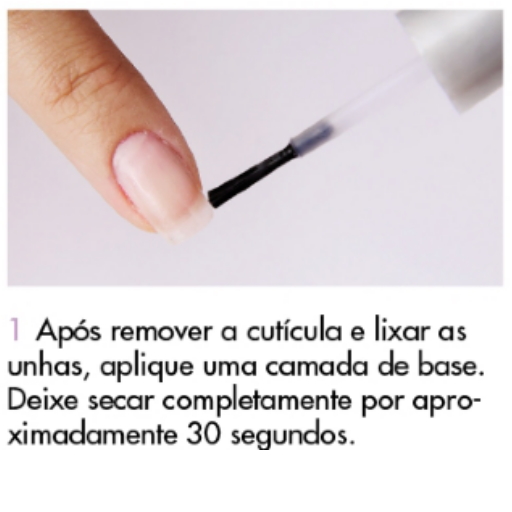 1 Após remover a cutícula e lixar as
unhas, aplique uma camada de base.
Deixe secar completamente por apro-
ximadamente 30 segundos.